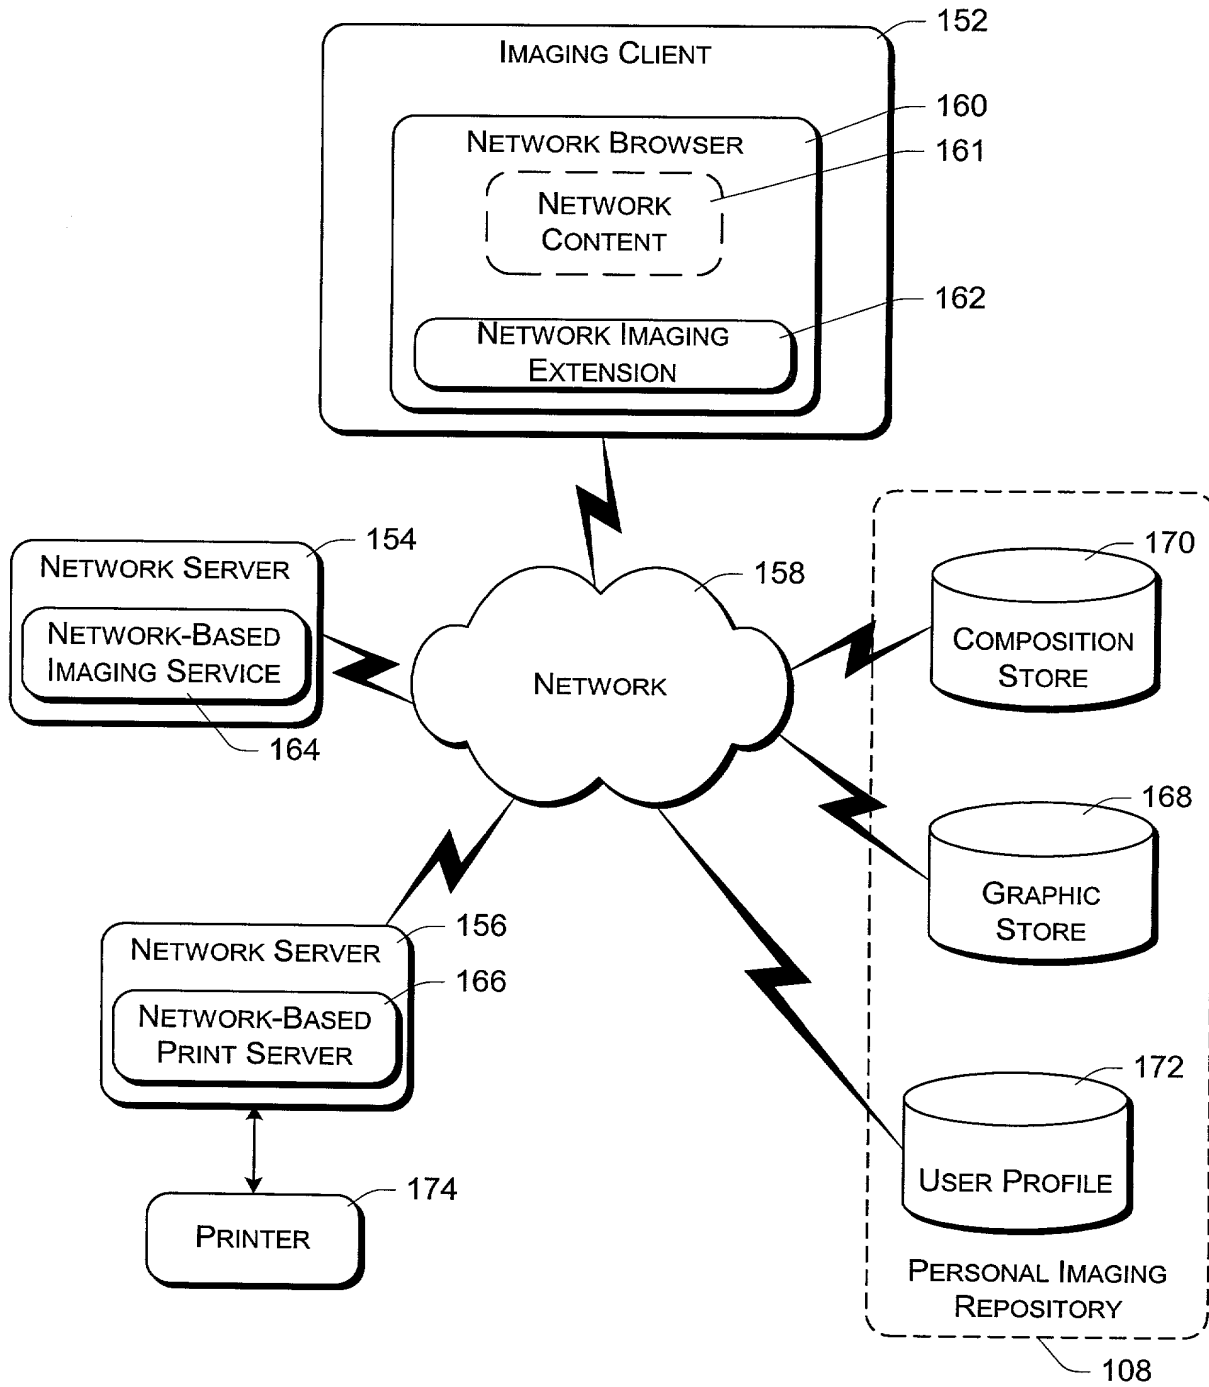 152
IMAGING CLIENT
160
NETWORK BROWSER
161
NETWORK
CONTENT
162
NETWORK IMAGING
EXTENSION
154
NETWORK SERVER
NETWORK-BASED
IMAGING SERVICE
164
158
NETWORK
170
COMPOSITION
STORE
168
GRAPHIC
STORE
156
NETWORK SERVER
166
NETWORK-BASED
PRINT SERVER
174
PRINTER
172
USER PROFILE
PERSONAL IMAGING
REPOSITORY
108